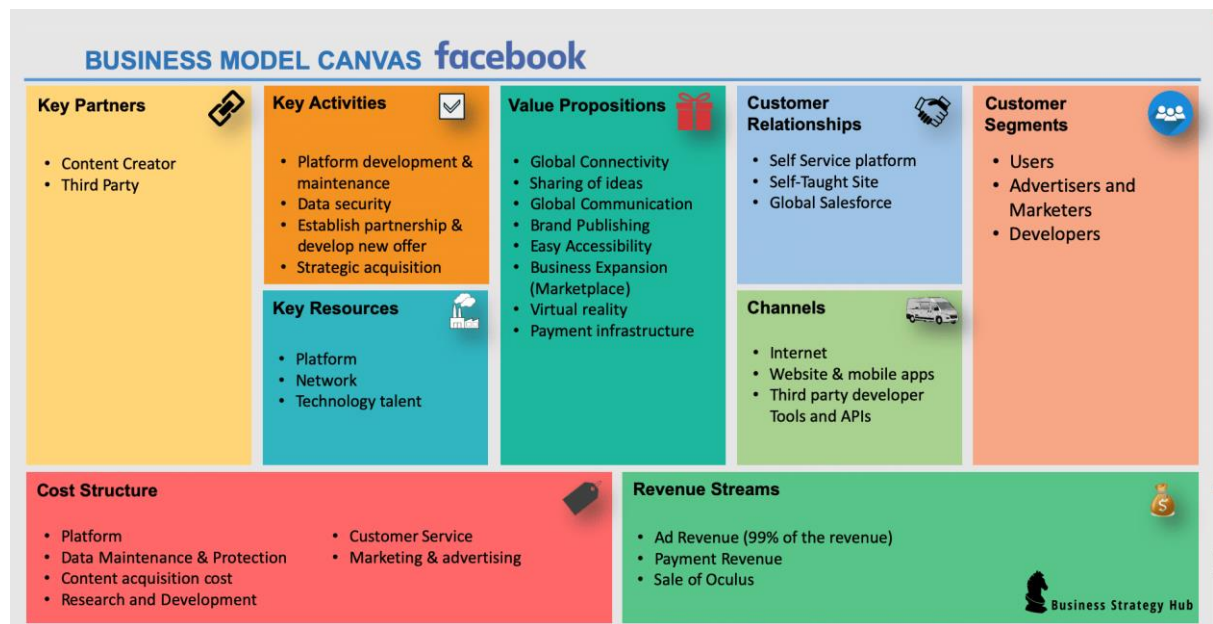 BUSINESS MODEL CANVAS facebook
Key Partners
• Content Creator
• Third Party
Key Activities
• Platform development &
maintenance
• Data security
• Establish partnership &
develop new offer
• Strategic acquisition
Key Resources
• Platform
• Network
• Technology talent
Value Propositions
• Global Connectivity
• Sharing of ideas
• Global Communication
• Brand Publishing
• Easy Accessibility
• Business Expansion
(Marketplace)
• Virtual reality
• Payment infrastructure
Customer
Relationships
• Self Service platform
• Self-Taught Site
• Global Salesforce
Channels
• Internet
• Website & mobile apps
• Third party developer
Tools and APIs
Customer
Segments
• Users
• Advertisers and
Marketers
• Developers
Cost Structure
• Platform
• Data Maintenance & Protection
• Content acquisition cost
• Research and Development
• Customer Service
• Marketing & advertising
Revenue Streams
• Ad Revenue (99% of the revenue)
• Payment Revenue
• Sale of Oculus
Business Strategy Hub